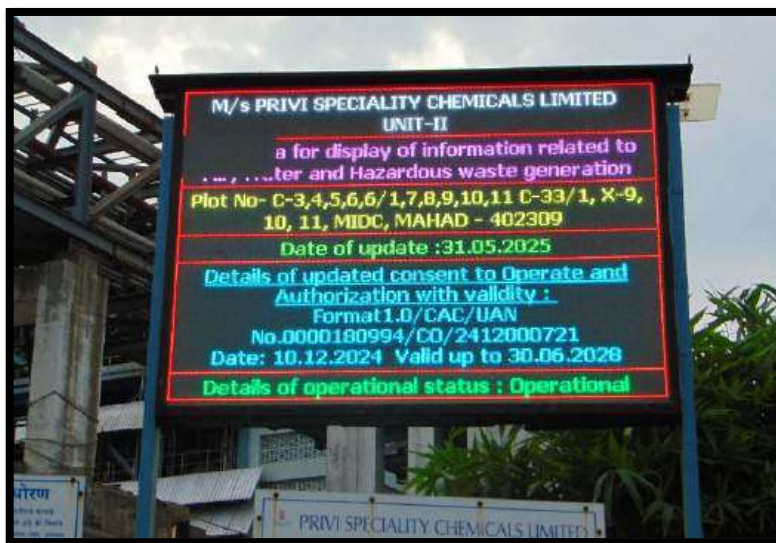 M/s PRIVI SPECIALITY CHEMICALS LIMITED
UNIT-II
a for display of information related to
and Hazardous waste generation
Plot No- C-3,4,5,6,6/1,7,8,9,10,11 C-33/1, X-9,
10, 11, MIDC, MAHAD - 402309
Date of update :31.05.2025
Details of updated consent to Operate and
Authorization with validity :
Format1.0/CAC/UAN
No.0000180994/CO/2412000721
Date: 10.12.2024 Valid up to 30.06.2028
Details of operational status : Operational
PRIVI SPECIALITY CHEMICALS LIMITED